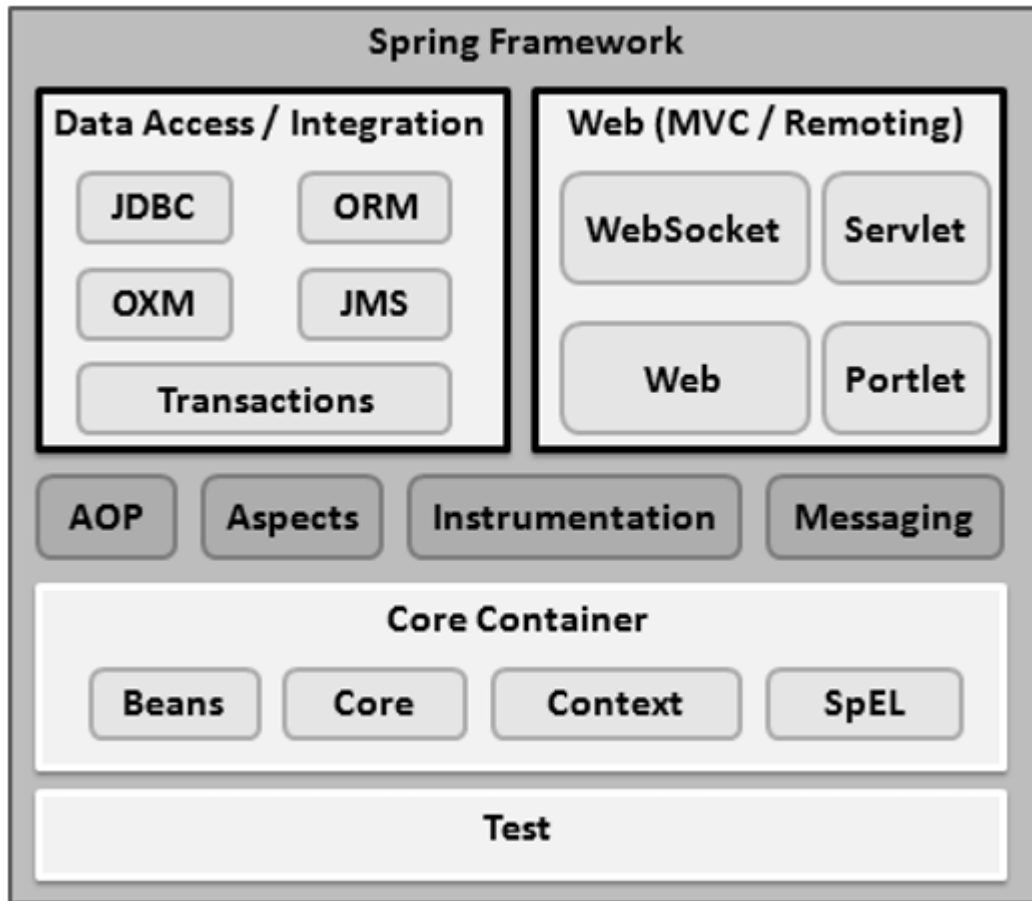 Spring Framework
Data Access / Integration
JDBC
ORM
OXM
JMS
Transactions
Web (MVC / Remoting)
WebSocket
Servlet
Web
Portlet
AOP
Aspects
Instrumentation
Messaging
Core Container
Beans
Core
Context
SpEL
Test